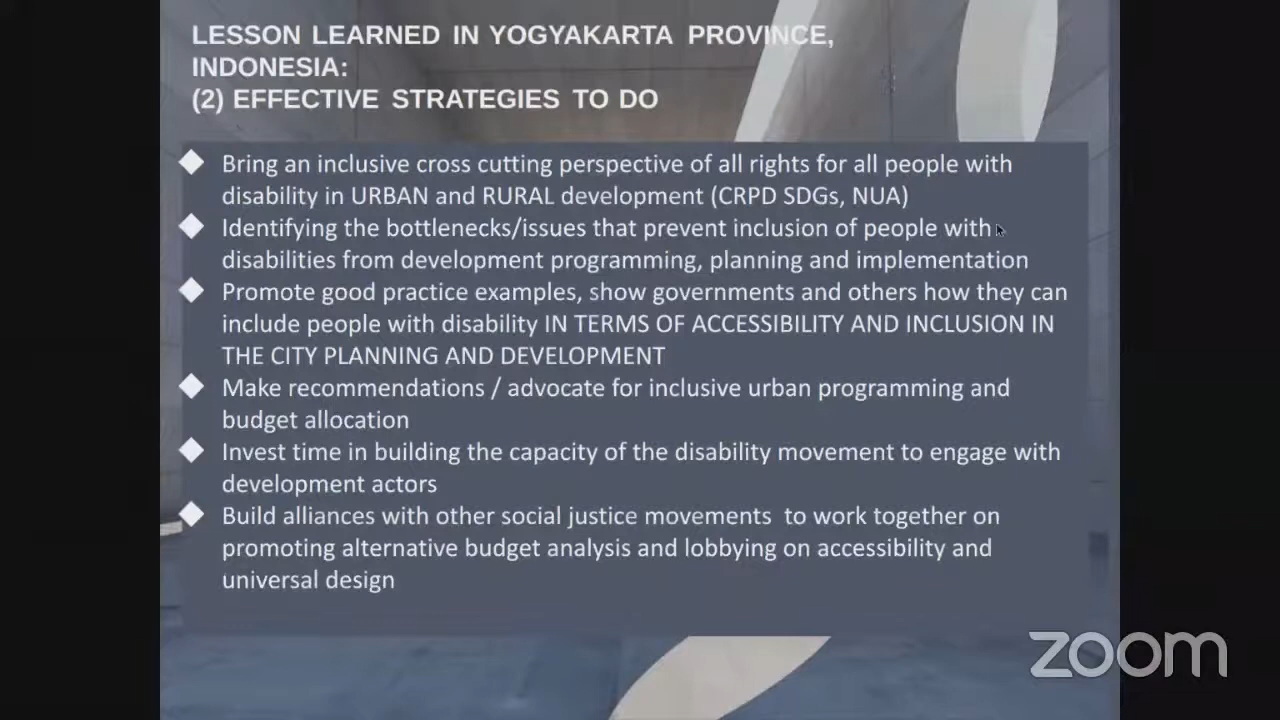 LESSON LEARNED IN YOGYAKARTA PROVINCE,
INDONESIA:
(2) EFFECTIVE STRATEGIES TO DO
Bring an inclusive cross cutting perspective of all rights for all people with
disability in URBAN and RURAL development (CRPD SDGs, NUA)
Identifying the bottlenecks/issues that prevent inclusion of people with
disabilities from development programming, planning and implementation
Promote good practice examples, show governments and others how they can
include people with disability IN TERMS OF ACCESSIBILITY AND INCLUSION IN
THE CITY PLANNING AND DEVELOPMENT
Make recommendations / advocate for inclusive urban programming and
budget allocation
Invest time in building the capacity of the disability movement to engage with
development actors
Build alliances with other social justice movements to work together on
promoting alternative budget analysis and lobbying on accessibility and
universal design
zoom